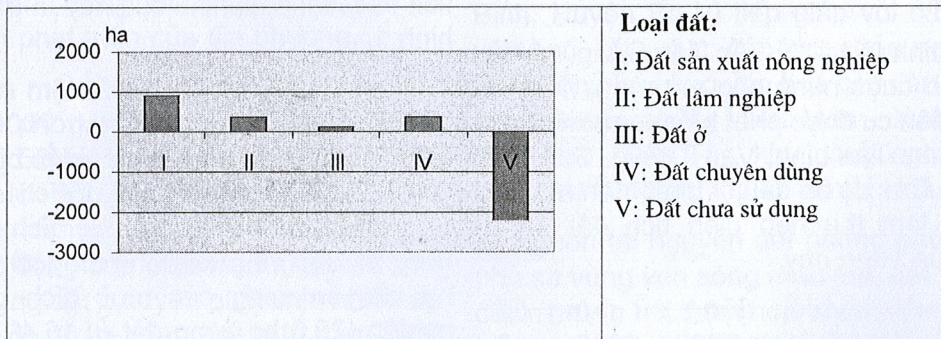 ha
2000
1000
0
-1000
-2000
-3000
I II III IV V
Loại đất:
I: Đất sản xuất nông nghiệp
II: Đất lâm nghiệp
III: Đất ở
IV: Đất chuyên dùng
V: Đất chưa sử dụng